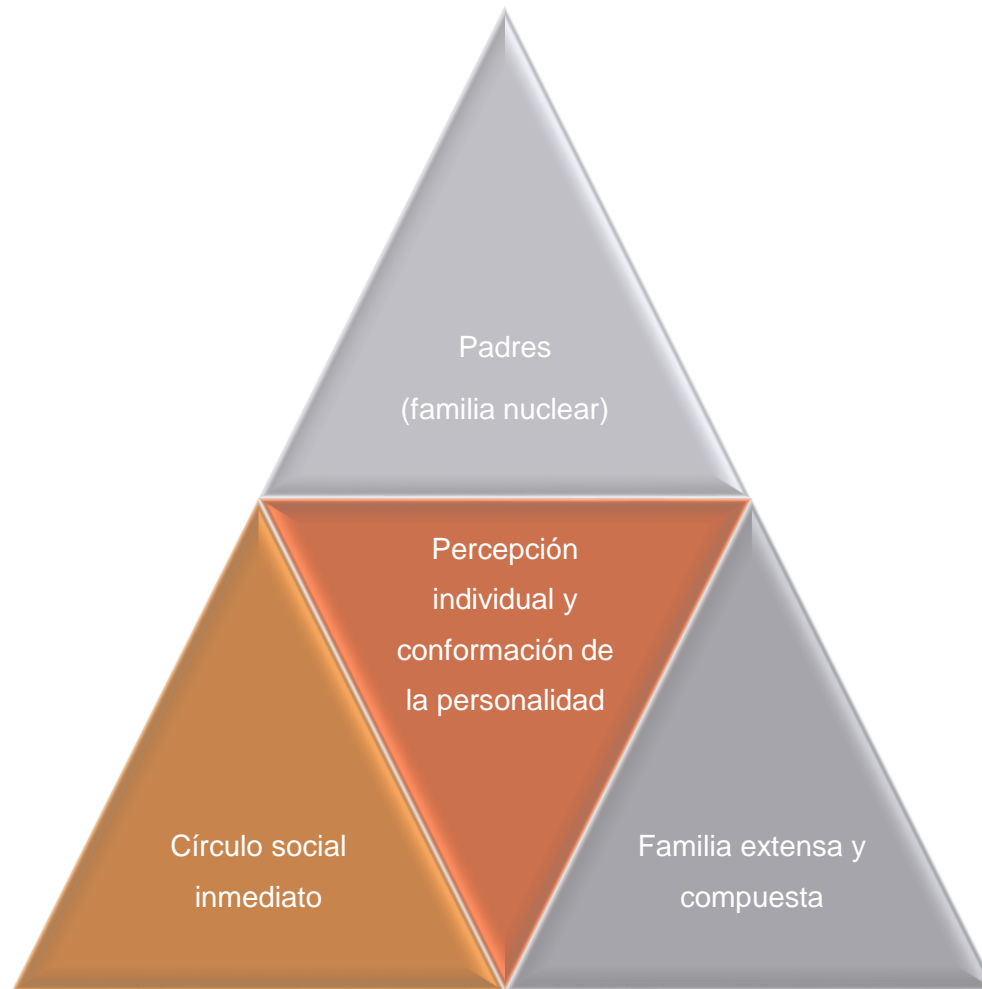 Padres
(familia nuclear)
Percepción
individual y
conformación de
la personalidad
Círculo social
inmediato
Familia extensa y
compuesta